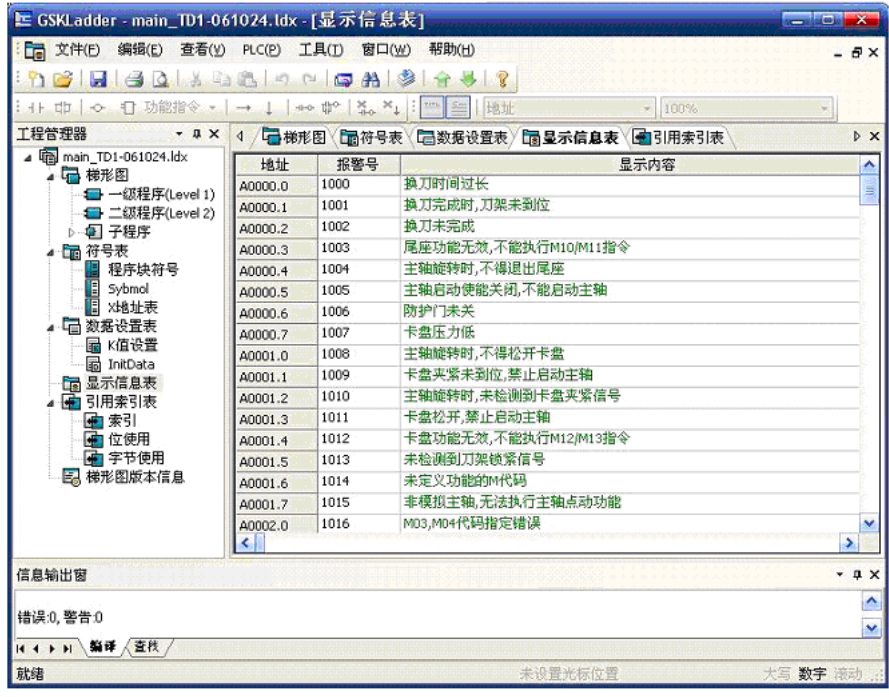 GSKLadder - main_TD1-061024.ldx - [显示信息表]
文件(F) 编辑(E) 查看(V) PLC(P) 工具(T) 窗口(W) 帮助(H)
功能指令 地址 100%
工程管理器
梯形图 符号表 数据设置表 显示信息表 引用索引表
main_TD1-061024.ldx
梯形图
一级程序(Level 1)
二级程序(Level 2)
子程序
符号表
程序块符号
Sybmol
X地址表
数据设置表
K值设置
InitData
显示信息表
引用索引表
索引
位使用
字节使用
梯形图版本信息
地址 报警号 显示内容
A0000.0 1000 换刀时间过长
A0000.1 1001 换刀完成时,刀架未到位
A0000.2 1002 换刀未完成
A0000.3 1003 尾座功能无效,不能执行M10/M11指令
A0000.4 1004 主轴旋转时,不得退出尾座
A0000.5 1005 主轴启动使能关闭,不能启动主轴
A0000.6 1006 防护门未关
A0000.7 1007 卡盘压力低
A0001.0 1008 主轴旋转时,不得松开卡盘
A0001.1 1009 卡盘夹紧未到位,禁止启动主轴
A0001.2 1010 主轴旋转时,未检测到卡盘夹紧信号
A0001.3 1011 卡盘松开,禁止启动主轴
A0001.4 1012 卡盘功能无效,不能执行M12/M13指令
A0001.5 1013 未检测到刀架锁紧信号
A0001.6 1014 未定义功能的M代码
A0001.7 1015 非模拟主轴,无法执行主轴点动功能
A0002.0 1016 M03,M04代码指定错误
信息输出窗
错误:0, 警告:0
编译 查找
就绪 未设置光标位置 大写 数字 滚动